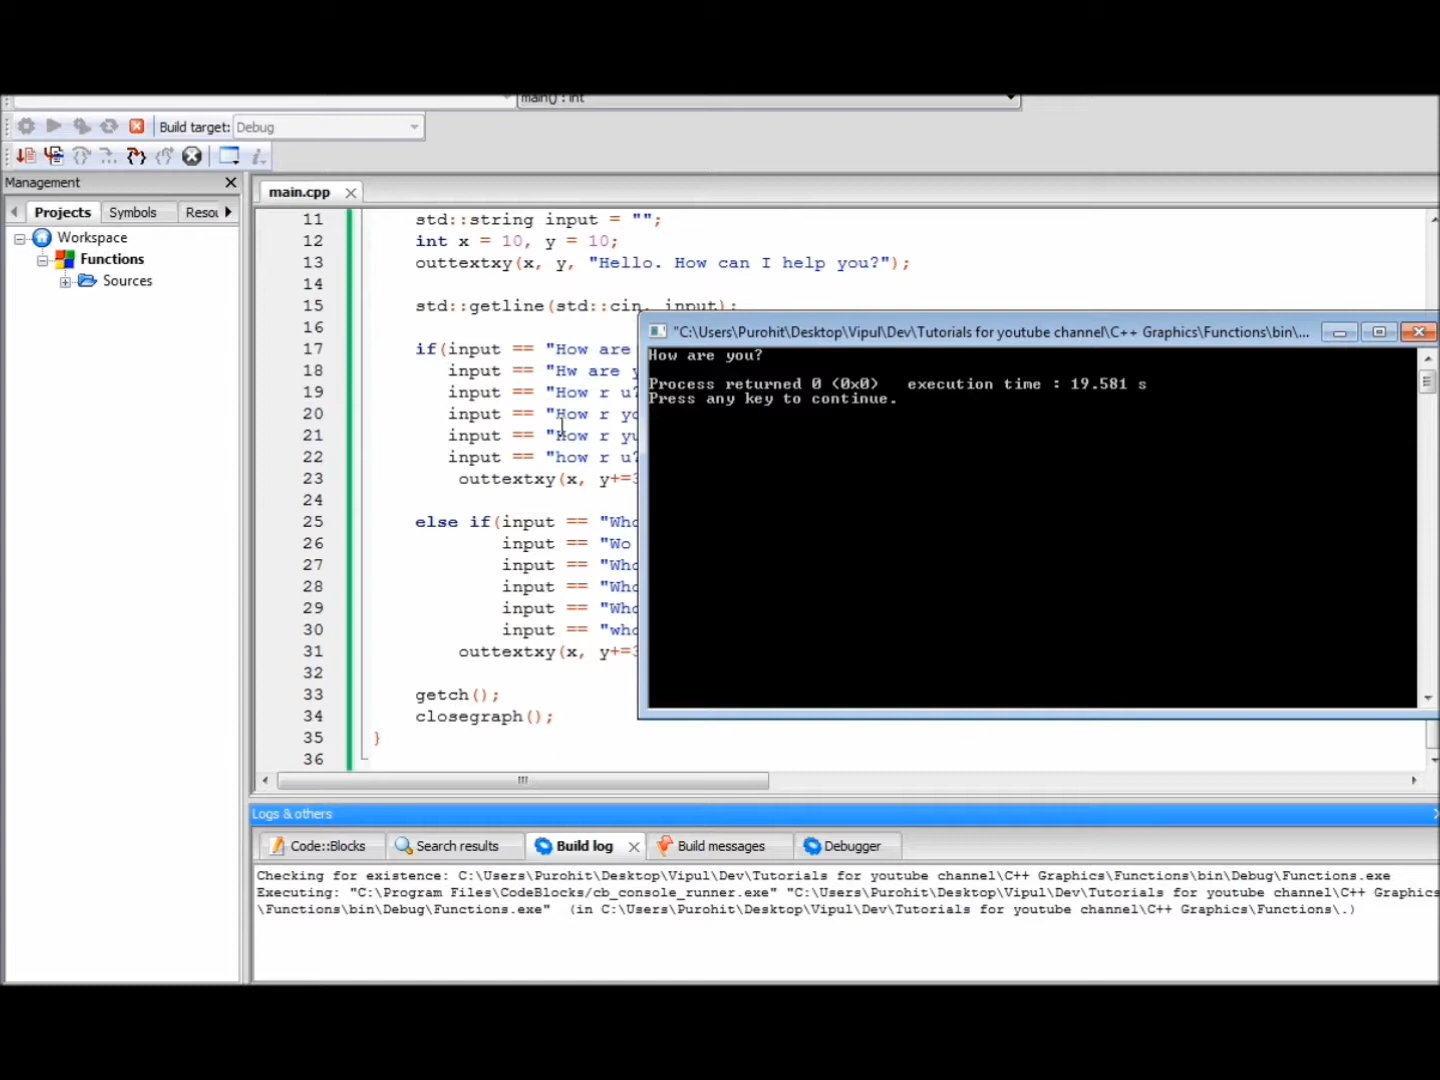 main() : int
Build target: Debug
Management
main.cpp
Projects Symbols Resou
Workspace
Functions
Sources
11 std::string input = "";
12 int x = 10, y = 10;
13 outtextxy(x, y, "Hello. How can I help you?");
14
15 std::getline(std::cin, input);
16
17 if(input == "How are
18 input == "Hw are y
19 input == "How r u?
20 input == "How r yo
21 input == "How r yu
22 input == "how r u?
23 outtextxy(x, y+=3
24
25 else if(input == "Who
26 input == "Wo
27 input == "Who
28 input == "Who
29 input == "Who
30 input == "who
31 outtextxy(x, y+=3
32
33 getch();
34 closegraph();
35 }
36
"C:\Users\Purohit\Desktop\Vipul\Dev\Tutorials for youtube channel\C++ Graphics\Functions\bin\...
How are you?
Process returned 0 (0x0) execution time : 19.581 s
Press any key to continue.
Logs & others
Code::Blocks Search results Build log Build messages Debugger
Checking for existence: C:\Users\Purohit\Desktop\Vipul\Dev\Tutorials for youtube channel\C++ Graphics\Functions\bin\Debug\Functions.exe
Executing: "C:\Program Files\CodeBlocks/cb_console_runner.exe" "C:\Users\Purohit\Desktop\Vipul\Dev\Tutorials for youtube channel\C++ Graphics
\Functions\bin\Debug\Functions.exe" (in C:\Users\Purohit\Desktop\Vipul\Dev\Tutorials for youtube channel\C++ Graphics\Functions\.)